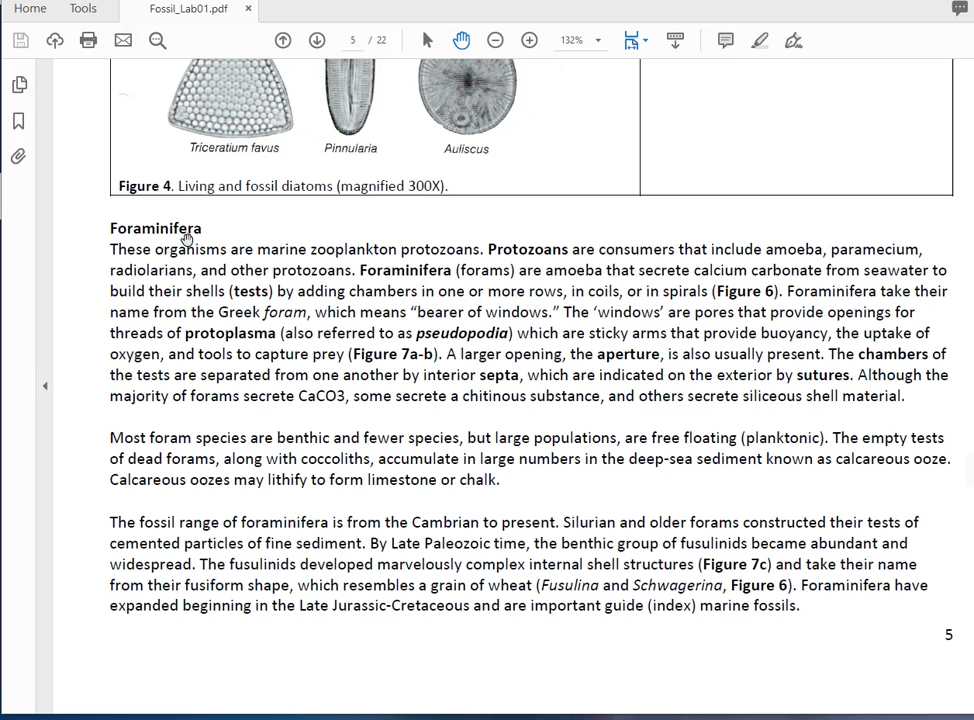 Home Tools Fossil_Lab01.pdf ×
5 / 22 132%
Triceratium favus Pinnularia Auliscus
Figure 4. Living and fossil diatoms (magnified 300X).
Foraminifera
These organisms are marine zooplankton protozoans. Protozoans are consumers that include amoeba, paramecium,
radiolarians, and other protozoans. Foraminifera (forams) are amoeba that secrete calcium carbonate from seawater to
build their shells (tests) by adding chambers in one or more rows, in coils, or in spirals (Figure 6). Foraminifera take their
name from the Greek foram, which means “bearer of windows.” The ‘windows’ are pores that provide openings for
threads of protoplasma (also referred to as pseudopodia) which are sticky arms that provide buoyancy, the uptake of
oxygen, and tools to capture prey (Figure 7a-b). A larger opening, the aperture, is also usually present. The chambers of
the tests are separated from one another by interior septa, which are indicated on the exterior by sutures. Although the
majority of forams secrete CaCO3, some secrete a chitinous substance, and others secrete siliceous shell material.
Most foram species are benthic and fewer species, but large populations, are free floating (planktonic). The empty tests
of dead forams, along with coccoliths, accumulate in large numbers in the deep-sea sediment known as calcareous ooze.
Calcareous oozes may lithify to form limestone or chalk.
The fossil range of foraminifera is from the Cambrian to present. Silurian and older forams constructed their tests of
cemented particles of fine sediment. By Late Paleozoic time, the benthic group of fusulinids became abundant and
widespread. The fusulinids developed marvelously complex internal shell structures (Figure 7c) and take their name
from their fusiform shape, which resembles a grain of wheat (Fusulina and Schwagerina, Figure 6). Foraminifera have
expanded beginning in the Late Jurassic-Cretaceous and are important guide (index) marine fossils.
5